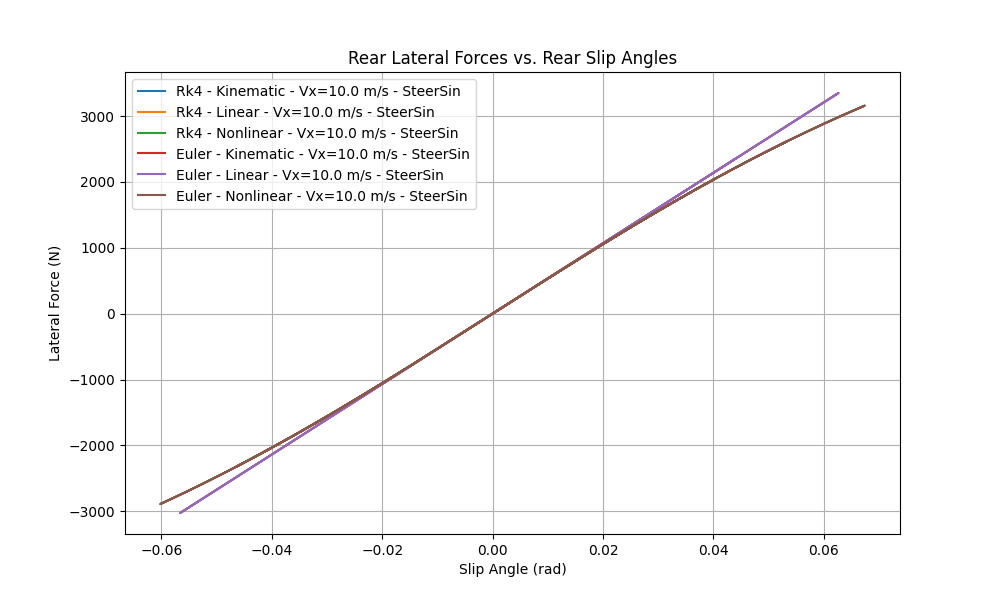 Rear Lateral Forces vs. Rear Slip Angles
Rk4 - Kinematic - Vx=10.0 m/s - SteerSin
Rk4 - Linear - Vx=10.0 m/s - SteerSin
Rk4 - Nonlinear - Vx=10.0 m/s - SteerSin
Euler - Kinematic - Vx=10.0 m/s - SteerSin
Euler - Linear - Vx=10.0 m/s - SteerSin
Euler - Nonlinear - Vx=10.0 m/s - SteerSin
Lateral Force (N)
3000
2000
1000
0
−1000
−2000
−3000
−0.06 −0.04 −0.02 0.00 0.02 0.04 0.06
Slip Angle (rad)